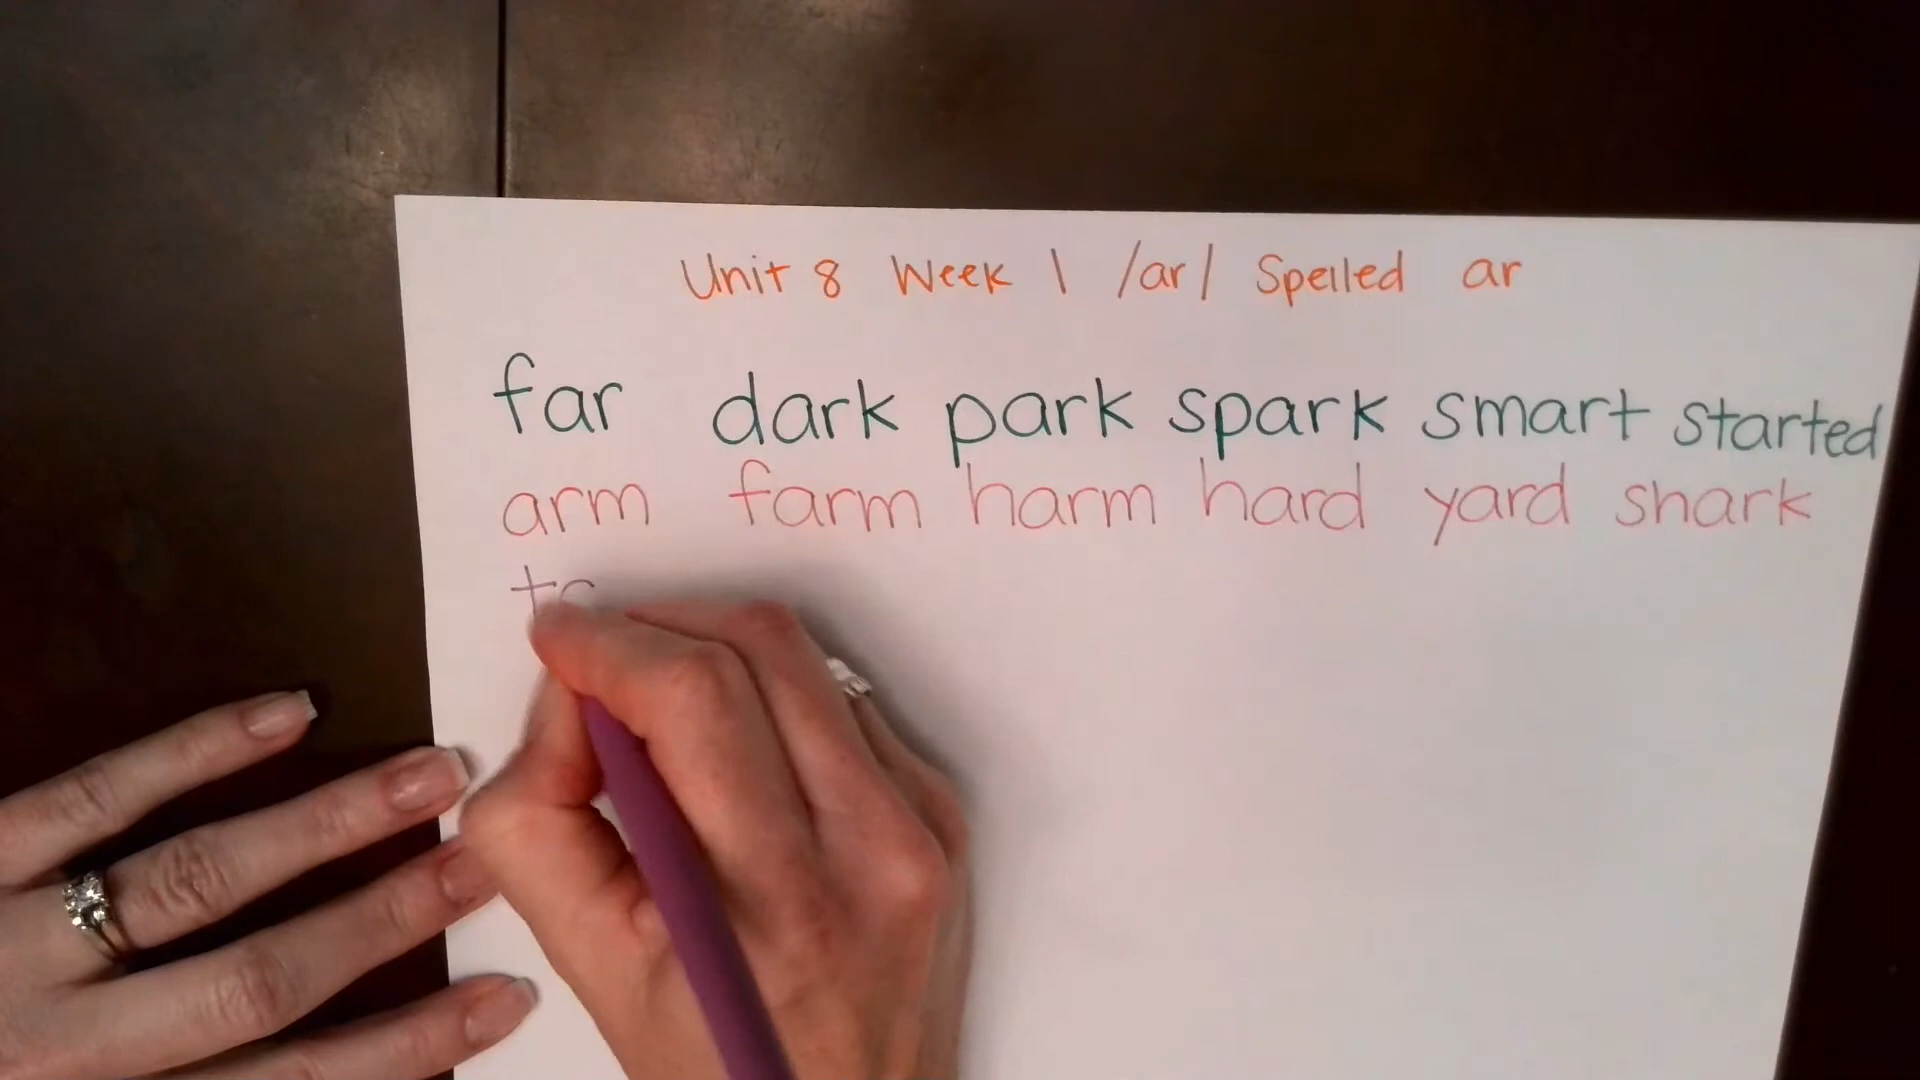 Unit 8 Week 1 /ar/ Spelled ar
far dark park spark smart started
arm farm harm hard yard shark